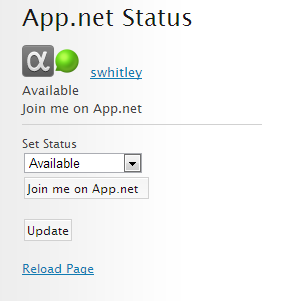 App.net Status
α swhitley
Available
Join me on App.net
Set Status
Available
Join me on App.net
Update
Reload Page